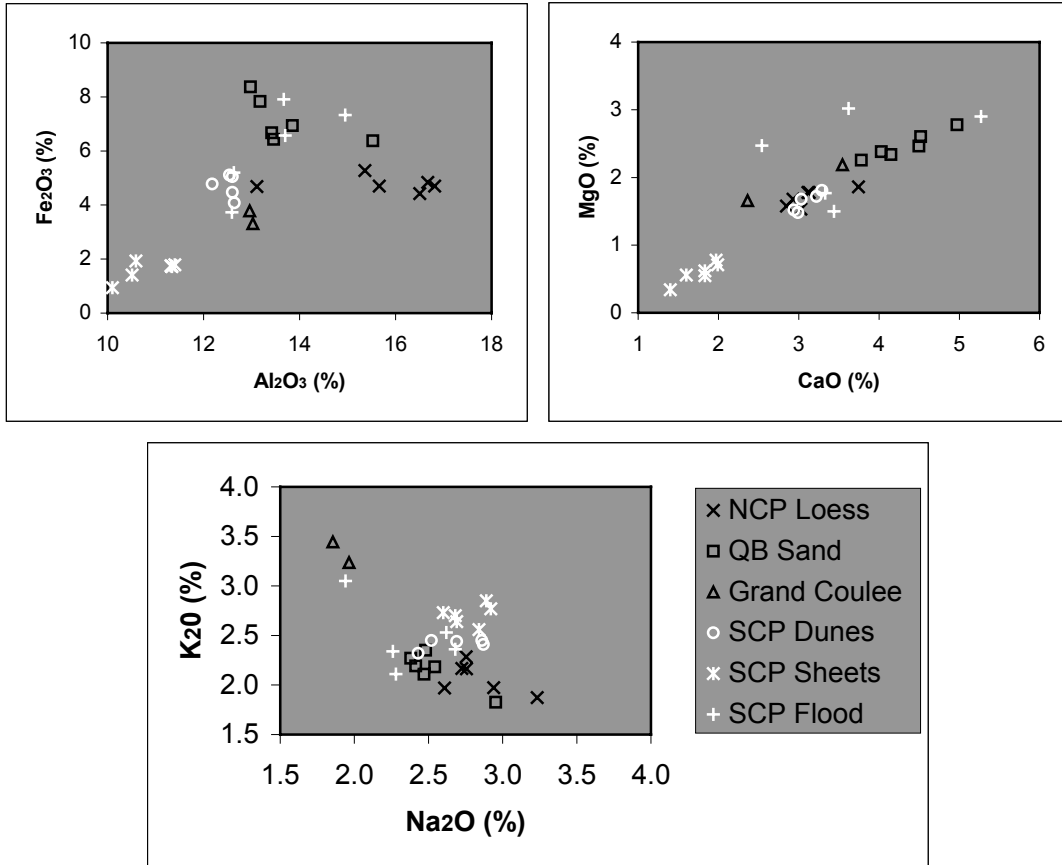 10
8
6
4
2
0
Fe₂O₃ (%)
10 12 14 16 18
Al₂O₃ (%)
4
3
2
1
0
MgO (%)
1 2 3 4 5 6
CaO (%)
4.0
3.5
3.0
2.5
2.0
1.5
K₂0 (%)
1.5 2.0 2.5 3.0 3.5 4.0
Na₂O (%)
NCP Loess
QB Sand
Grand Coulee
SCP Dunes
SCP Sheets
SCP Flood